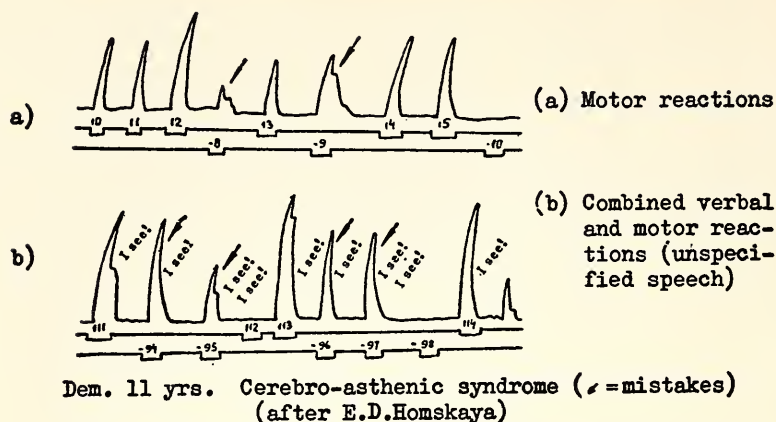 a)
10 11 12 13 14 15
-8 -9 -10
(a) Motor reactions
b)
I see! I see! I see! I see! I see! I see! I see! I see! I see!
111 112 113 114
-94 -95 -96 -97 -98
(b) Combined verbal
and motor reac-
tions (unspeci-
fied speech)
Dem. 11 yrs. Cerebro-asthenic syndrome ( =mistakes)
(after E.D.Homskaya)